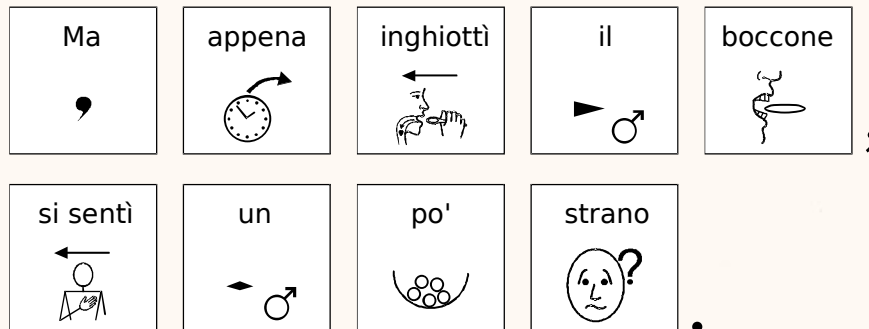 Ma appena inghiottì il boccone,
si sentì un po' strano.